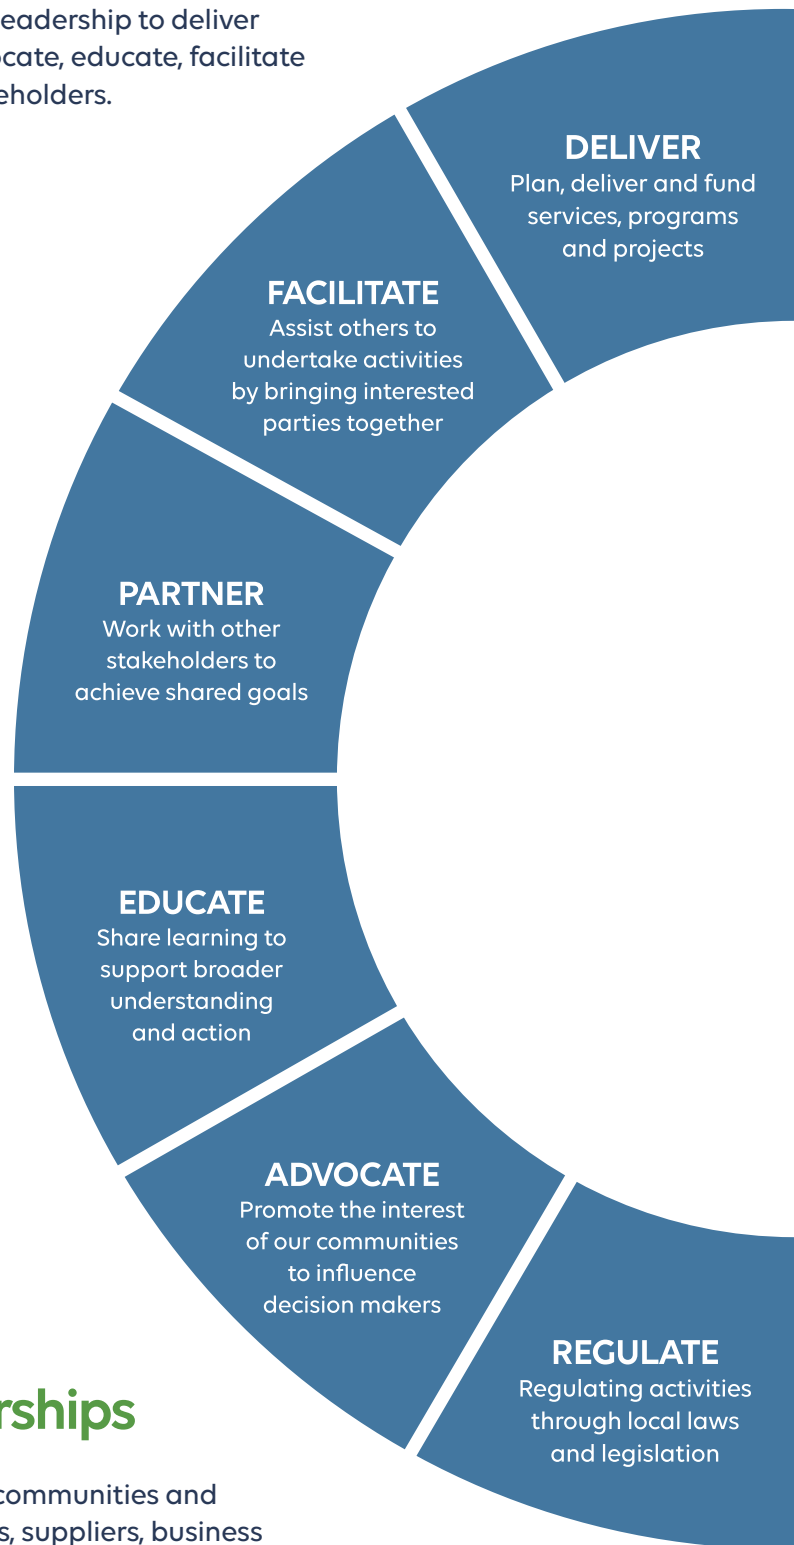 eadership to deliver
ocate, educate, facilitate
eholders.
DELIVER
Plan, deliver and fund
services, programs
and projects
FACILITATE
Assist others to
undertake activities
by bringing interested
parties together
PARTNER
Work with other
stakeholders to
achieve shared goals
EDUCATE
Share learning to
support broader
understanding
and action
ADVOCATE
Promote the interest
of our communities
to influence
decision makers
REGULATE
Regulating activities
through local laws
and legislation
rships
communities and
s, suppliers, business